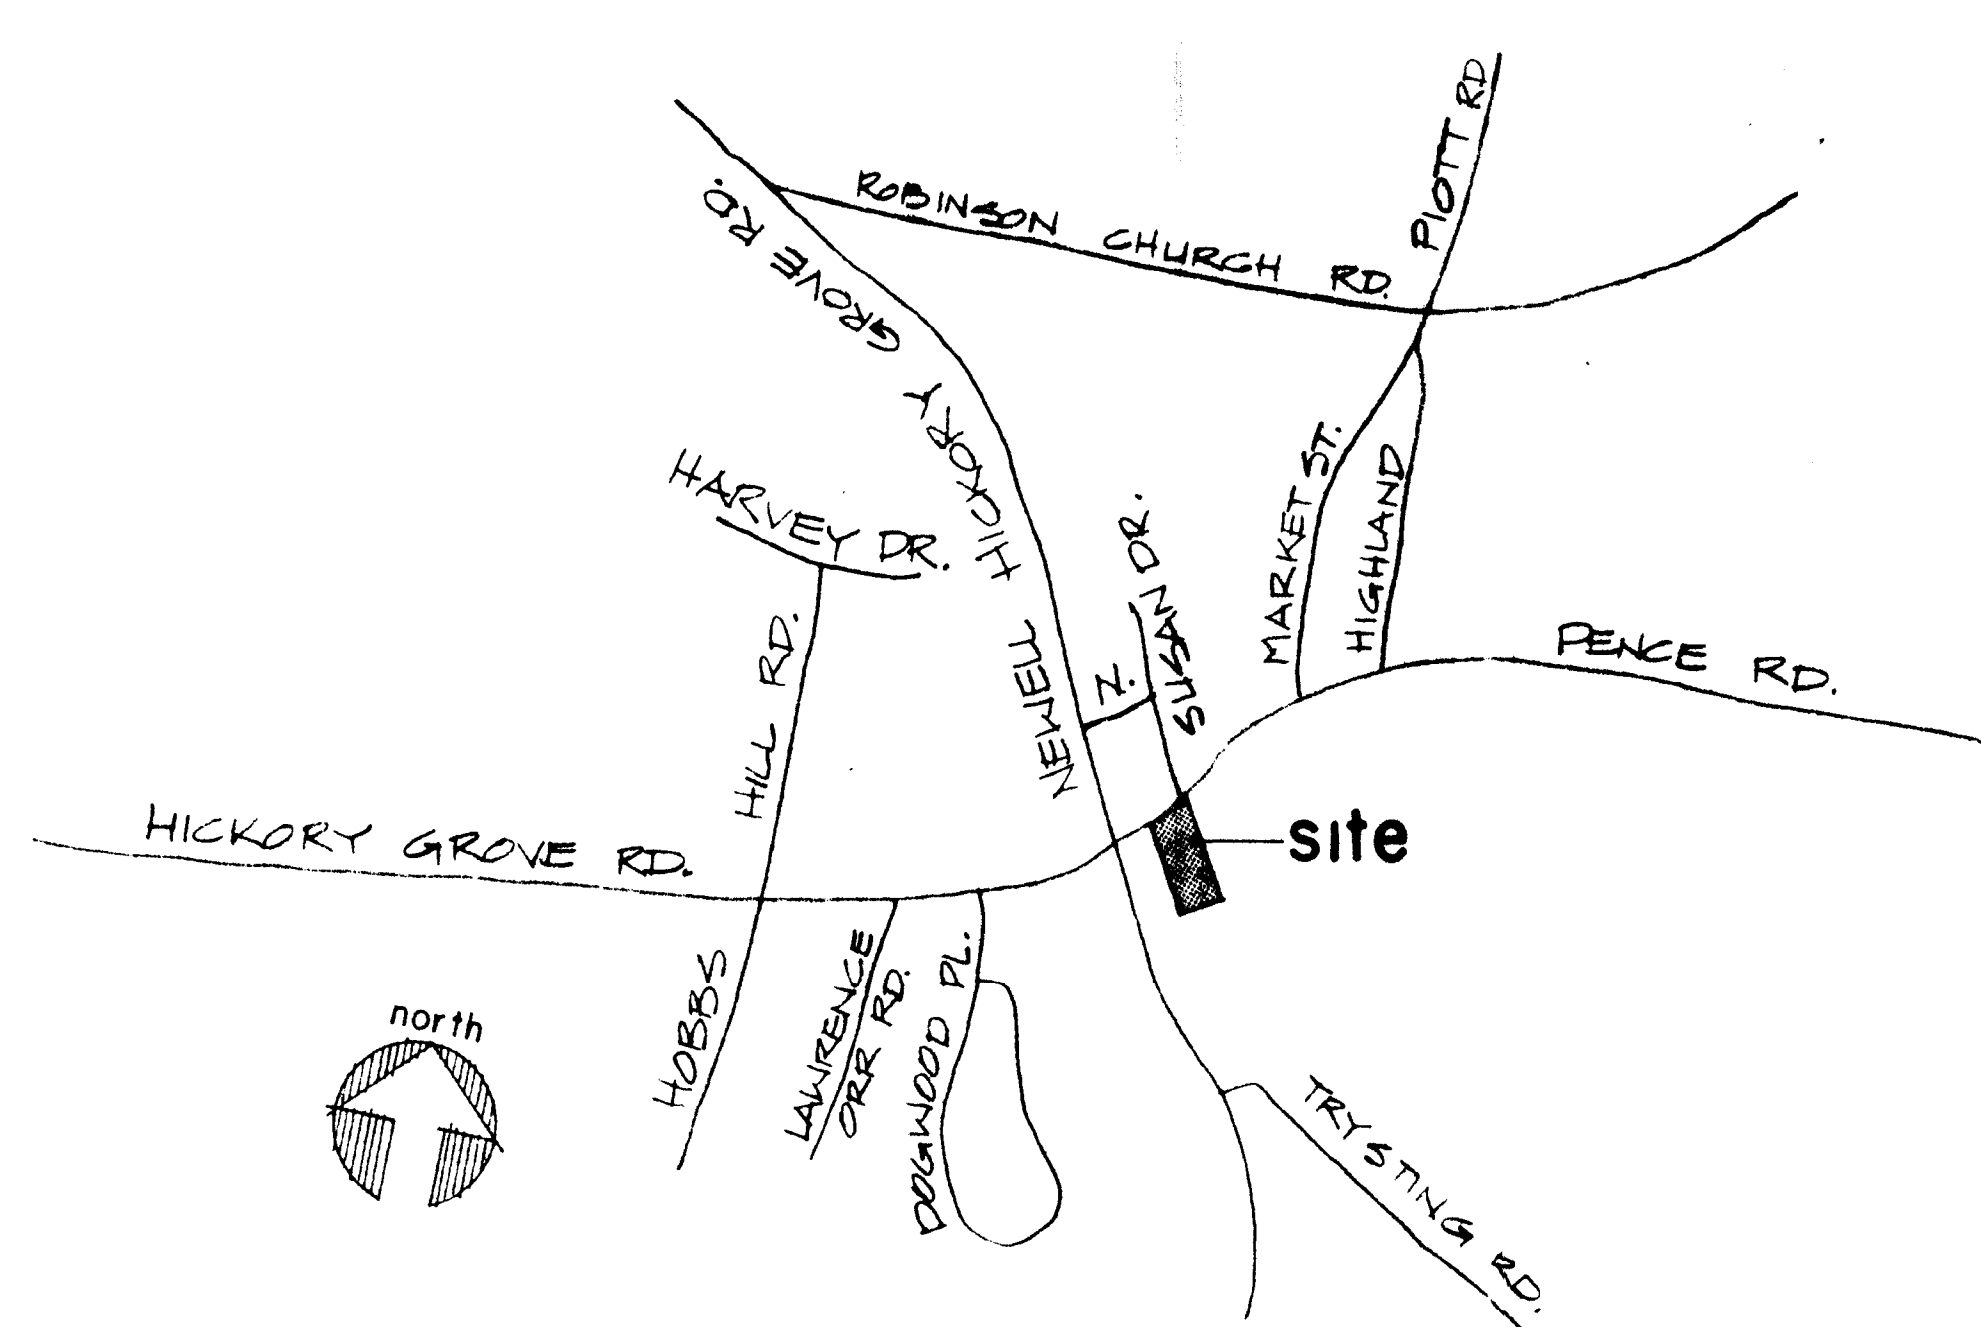 PIOTT RD
ROBINSON CHURCH RD.
NEWELL HICKORY GROVE RD.
HARVEY DR.
SUSAN DR.
MARKET ST.
HIGHLAND
HILL RD.
Z.
PENCE RD.
HICKORY GROVE RD.
site
HOBBS
LAWRENCE
ORR RD.
DOGWOOD PL.
north
TRYSTING RD.